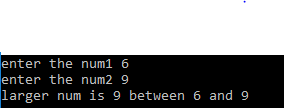 enter the num1 6
enter the num2 9
larger num is 9 between 6 and 9